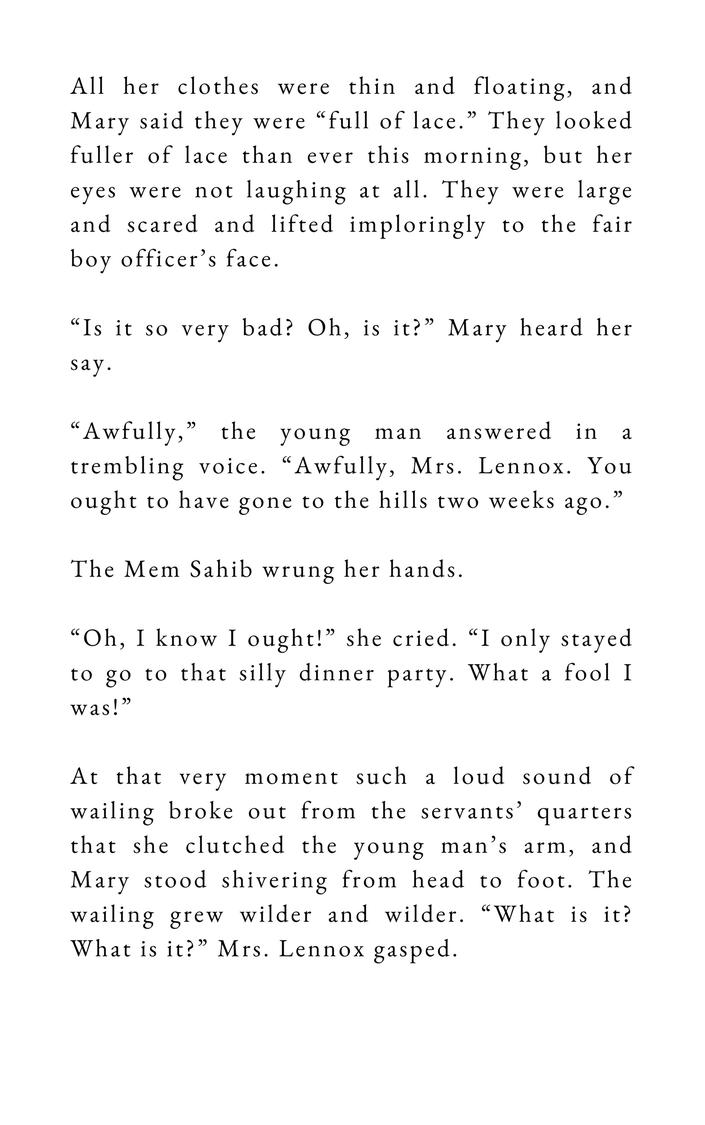 All her clothes were thin and floating, and
Mary said they were “full of lace.” They looked
fuller of lace than ever this morning, but her
eyes were not laughing at all. They were large
and scared and lifted imploringly to the fair
boy officer’s face.
“Is it so very bad? Oh, is it?” Mary heard her
say.
“Awfully,” the young man answered in a
trembling voice. “Awfully, Mrs. Lennox. You
ought to have gone to the hills two weeks ago.”
The Mem Sahib wrung her hands.
“Oh, I know I ought!” she cried. “I only stayed
to go to that silly dinner party. What a fool I
was!”
At that very moment such a loud sound of
wailing broke out from the servants’ quarters
that she clutched the young man’s arm, and
Mary stood shivering from head to foot. The
wailing grew wilder and wilder. “What is it?
What is it?” Mrs. Lennox gasped.